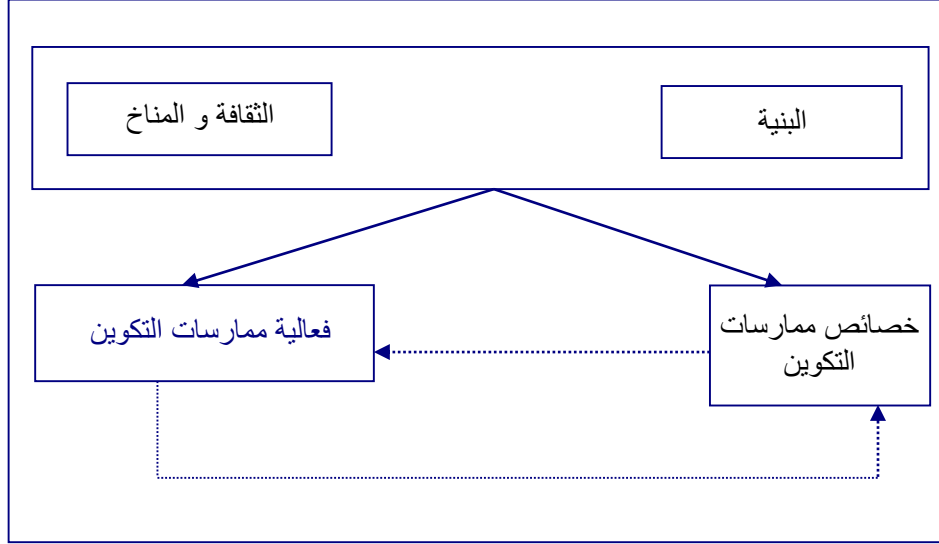 البنية
الثقافة و المناخ
خصائص ممارسات
التكوين
فعالية ممارسات التكوين